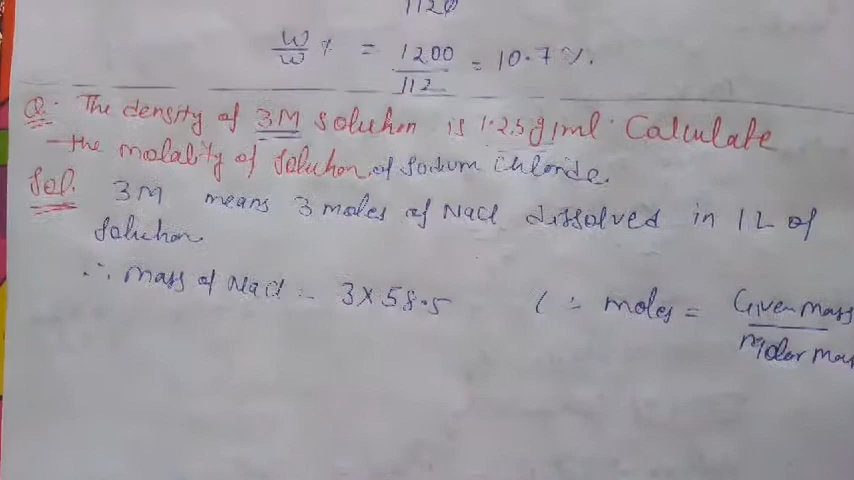 1120
w/w % = 1200/112 = 10.7 %.
Q. The density of 3M solution is 1.25g/ml. Calculate
the molality of solution of sodium chloride.
Sol. 3M means 3 moles of NaCl dissolved in 1L of
solution.
∴ mass of NaCl = 3×58.5 (∵ moles = Given mass/Molar mass